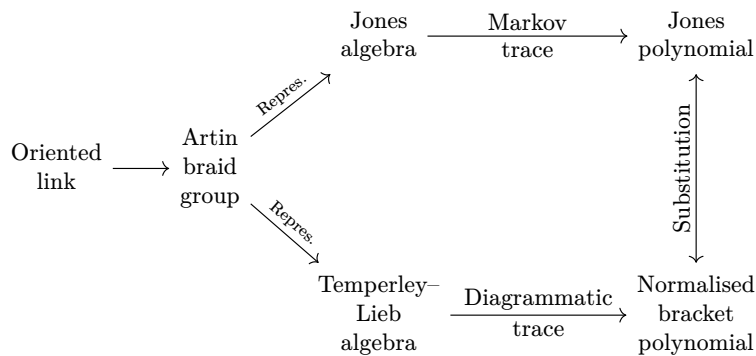 Jones
algebra
Markov
trace
Jones
polynomial
Repres.
Oriented
link
Artin
braid
group
Substitution
Repres.
Temperley–
Lieb
algebra
Diagrammatic
trace
Normalised
bracket
polynomial